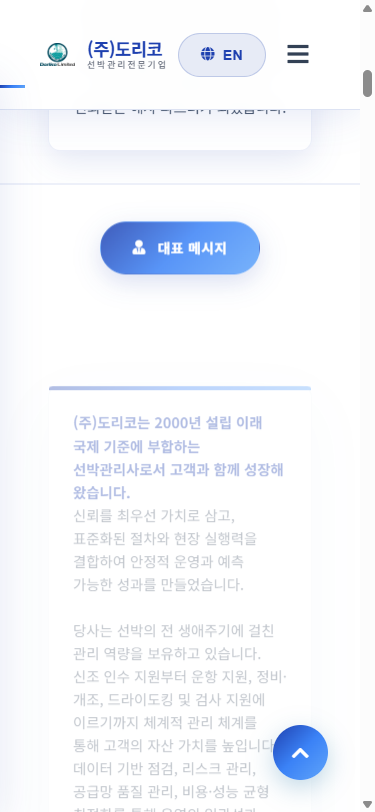 (주)도리코
선박관리전문기업
EN
대표 메시지
(주)도리코는 2000년 설립 이래
국제 기준에 부합하는
선박관리사로서 고객과 함께 성장해
왔습니다.
신뢰를 최우선 가치로 삼고,
표준화된 절차와 현장 실행력을
결합하여 안정적 운영과 예측
가능한 성과를 만들었습니다.
당사는 선박의 전 생애주기에 걸친
관리 역량을 보유하고 있습니다.
신조 인수 지원부터 운항 지원, 정비·
개조, 드라이도킹 및 검사 지원에
이르기까지 체계적 관리 체계를
통해 고객의 자산 가치를 높입니다
데이터 기반 점검, 리스크 관리,
공급망 품질 관리, 비용·성능 균형